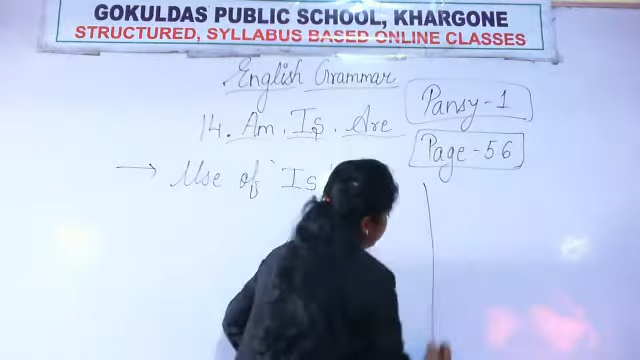 GOKULDAS PUBLIC SCHOOL, KHARGONE
STRUCTURED, SYLLABUS BASED ONLINE CLASSES
English Grammar
Pansy-1
14. Am. Is. Are
Page-56
→ Use of 'Is'